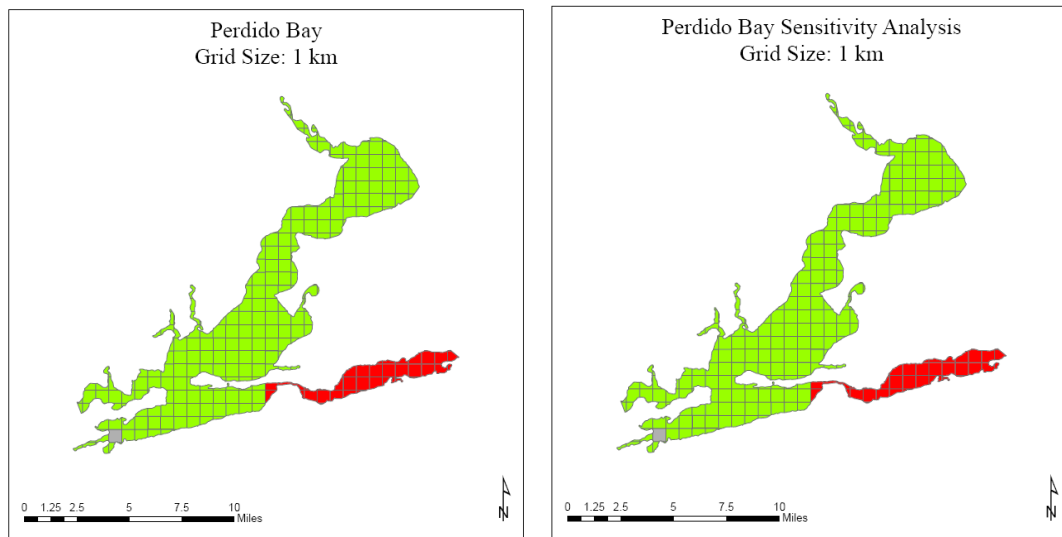 Perdido Bay
Grid Size: 1 km
0 1.25 2.5 5 7.5 10
Miles
N
Perdido Bay Sensitivity Analysis
Grid Size: 1 km
0 1.25 2.5 5 7.5 10
Miles
N